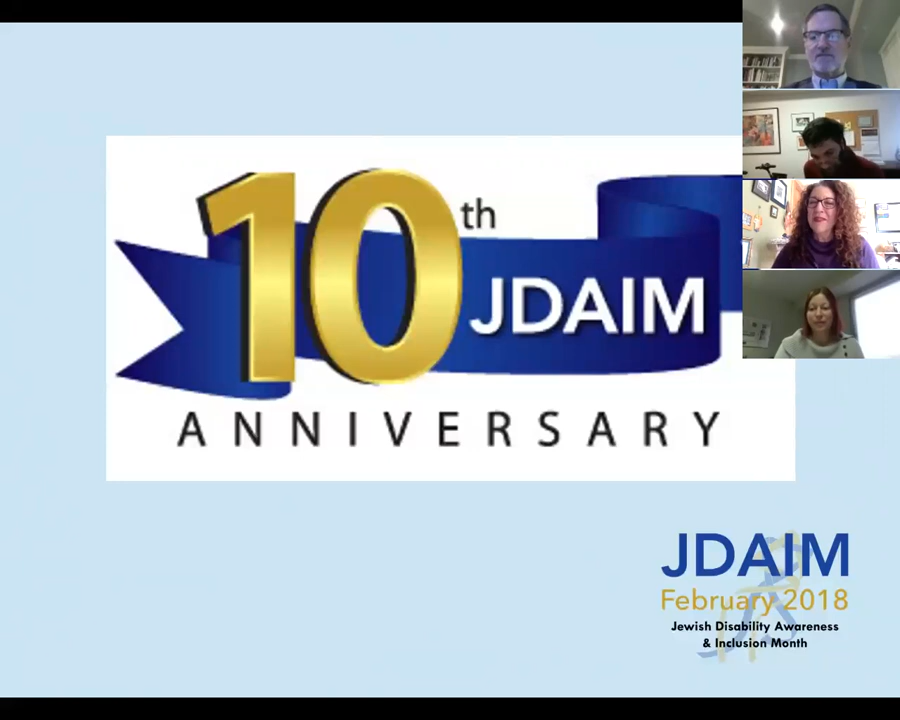 10th
JDAIM
ANNIVERSARY
JDAIM
February 2018
Jewish Disability Awareness
& Inclusion Month